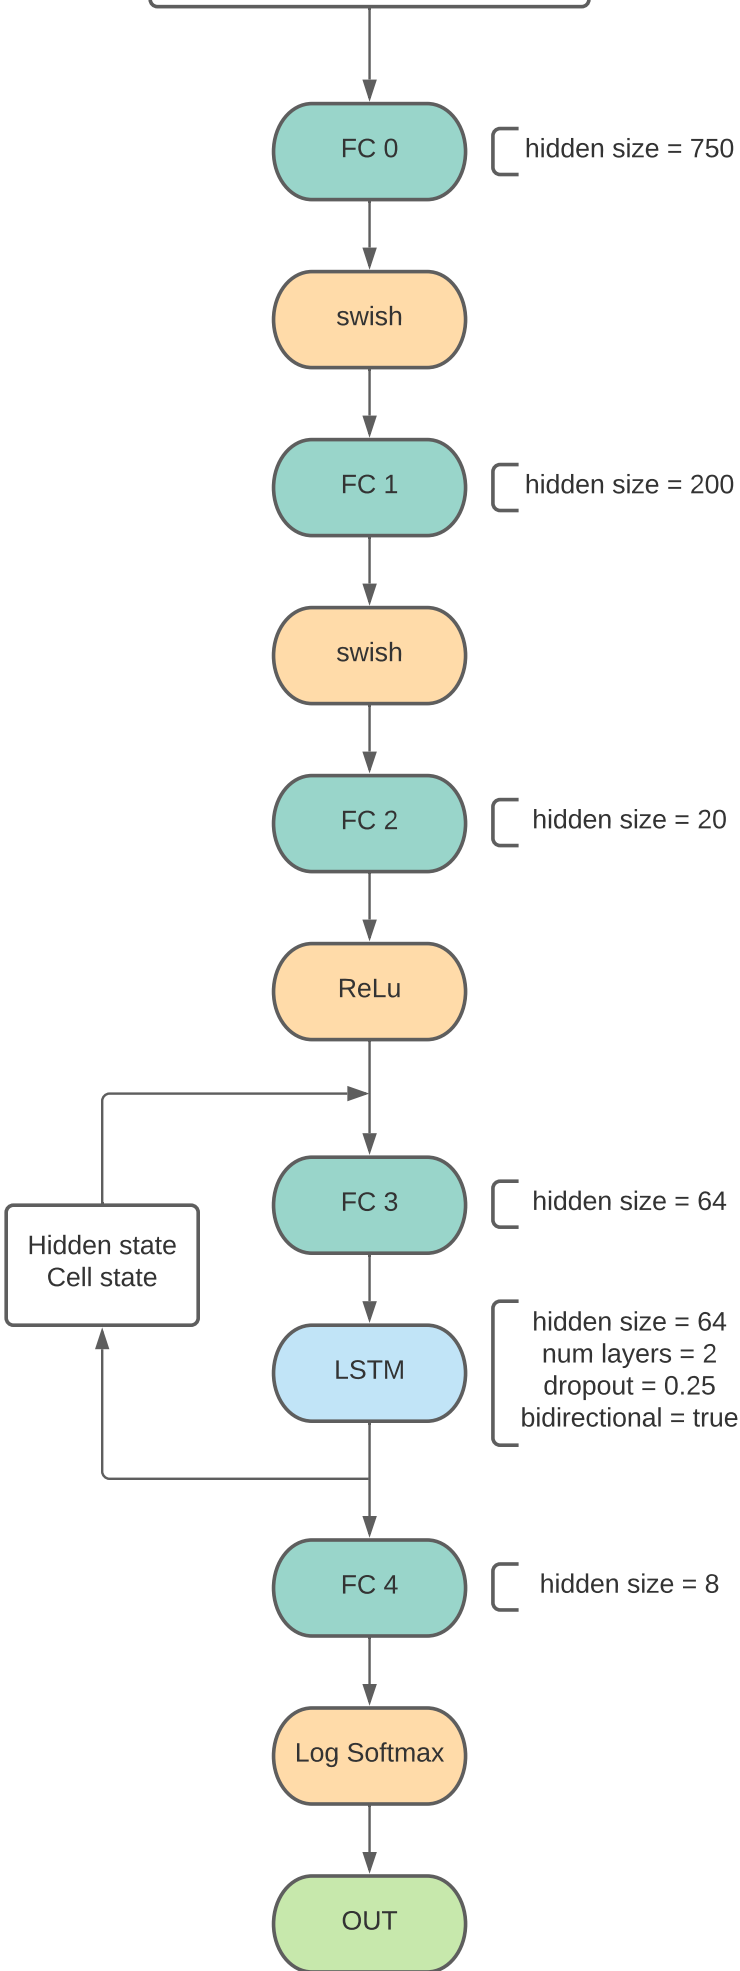 FC 0
hidden size = 750
swish
FC 1
hidden size = 200
swish
FC 2
hidden size = 20
ReLu
FC 3
hidden size = 64
Hidden state
Cell state
LSTM
hidden size = 64
num layers = 2
dropout = 0.25
bidirectional = true
FC 4
hidden size = 8
Log Softmax
OUT